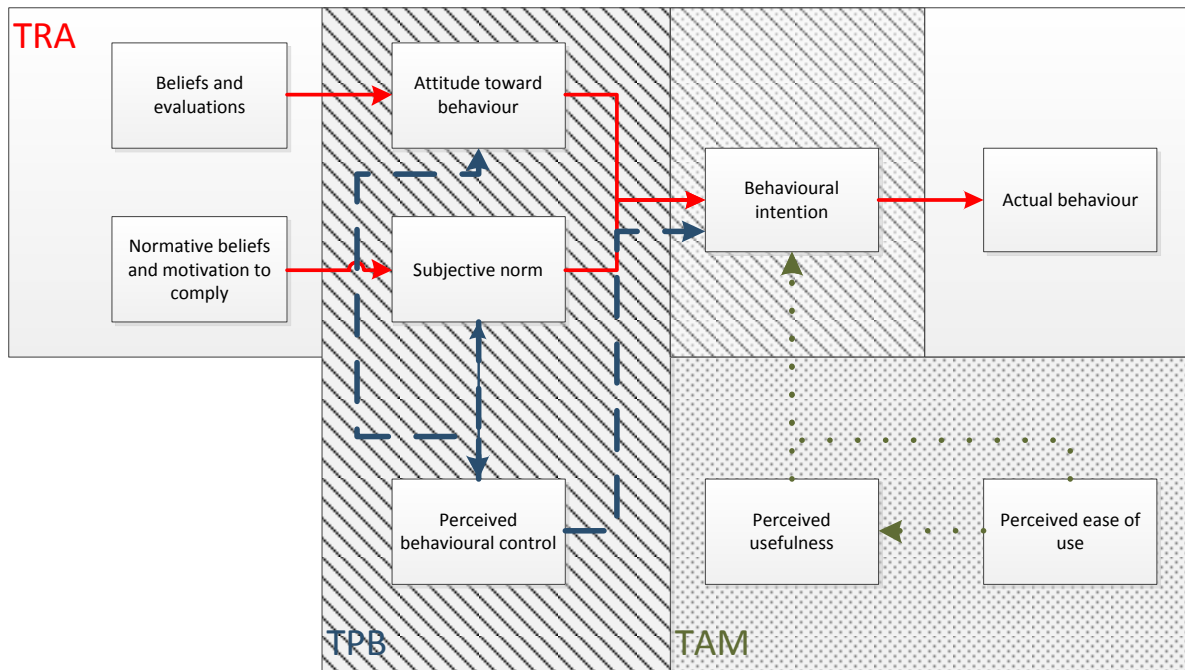 TRA
Beliefs and
evaluations
Attitude toward
behaviour
Behavioural
intention
Actual behaviour
Normative beliefs
and motivation to
comply
Subjective norm
Perceived
behavioural control
Perceived
usefulness
Perceived ease of
use
TPB
TAM